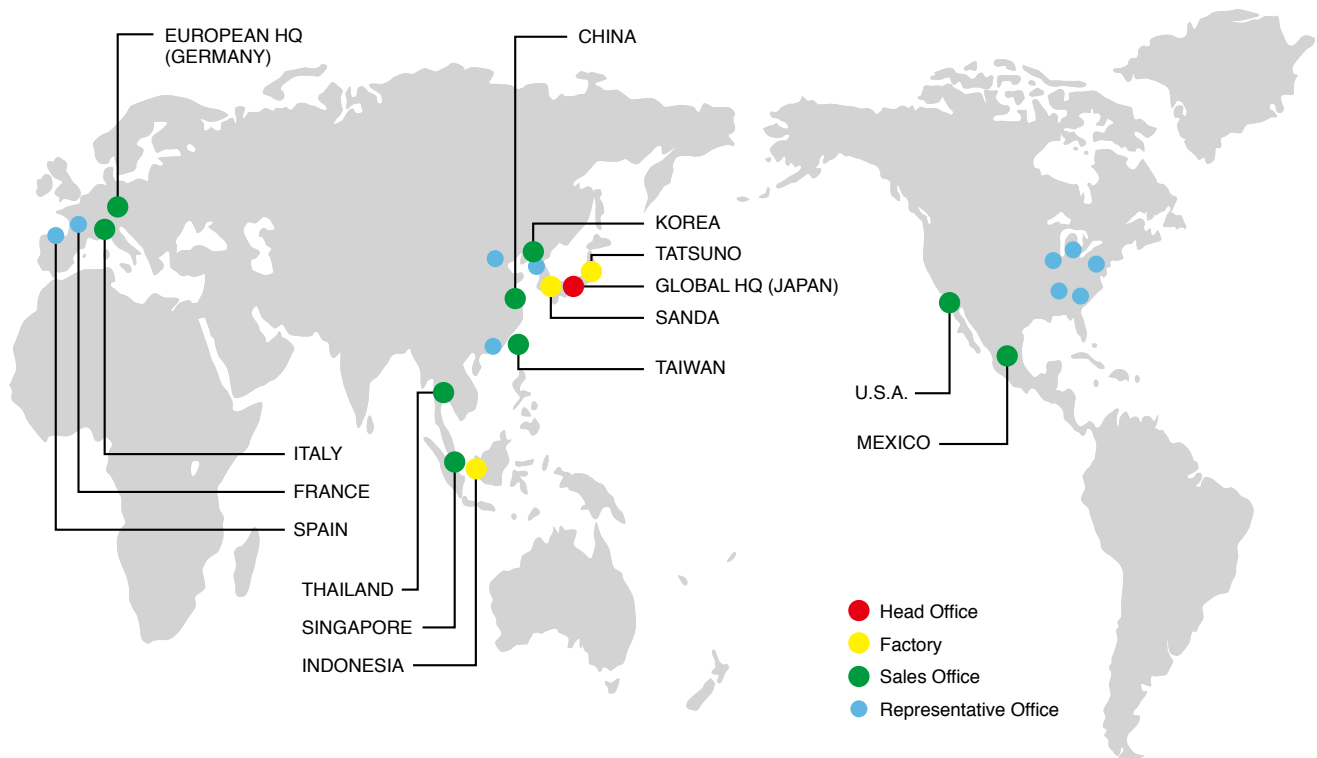 EUROPEAN HQ
(GERMANY)
CHINA
KOREA
TATSUNO
GLOBAL HQ (JAPAN)
SANDA
TAIWAN
U.S.A.
MEXICO
ITALY
FRANCE
SPAIN
THAILAND
SINGAPORE
INDONESIA
Head Office
Factory
Sales Office
Representative Office